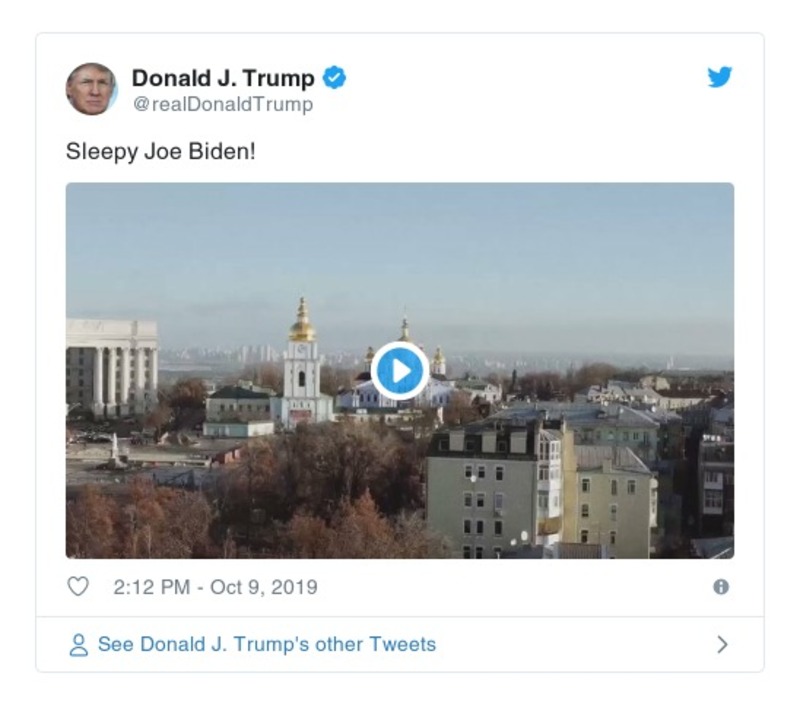 Donald J. Trump
@realDonaldTrump
Sleepy Joe Biden!
2:12 PM - Oct 9, 2019
See Donald J. Trump's other Tweets